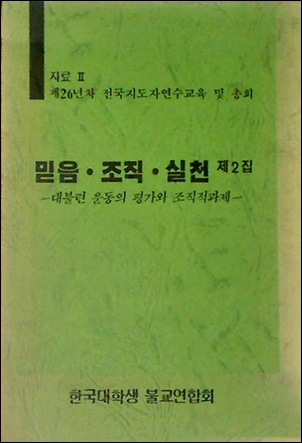 자료 Ⅱ
제26년차 전국지도자연수교육 및 총회
믿음·조직·실천 제2집
-대불련 운동의 평가와 조직적과제-
한국대학생 불교연합회